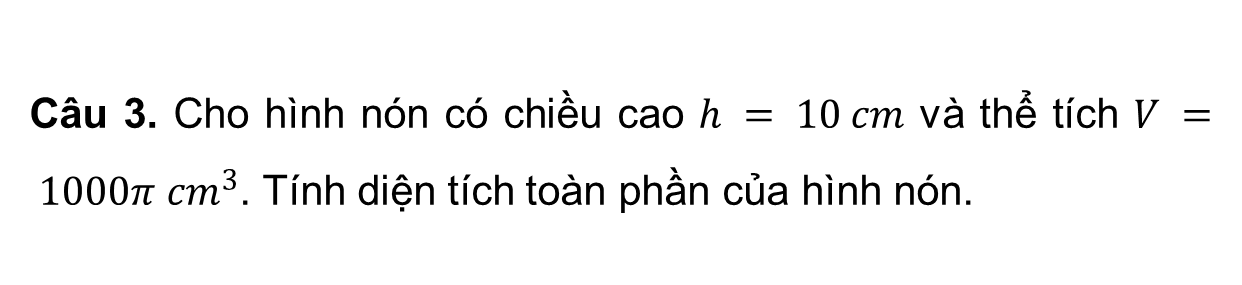 Câu 3. Cho hình nón có chiều cao ℎ = 10 𝑐𝑚 và thể tích 𝑉 =
1000𝜋 𝑐𝑚³. Tính diện tích toàn phần của hình nón.